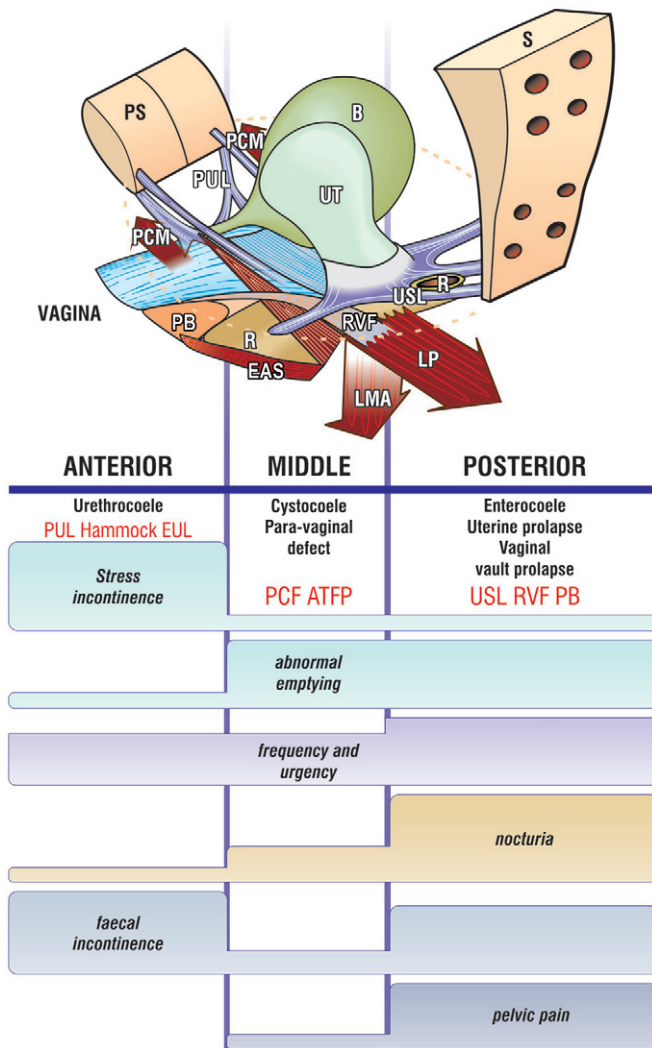 S
PS
B
PCM
PUL
UT
PCM
R
USL
VAGINA
PB
RVF
R
LP
EAS
LMA
ANTERIOR
MIDDLE
POSTERIOR
Urethrocoele
PUL Hammock EUL
Cystocoele
Para-vaginal
defect
PCF ATFP
Enterocoele
Uterine prolapse
Vaginal
vault prolapse
USL RVF PB
Stress
incontinence
abnormal
emptying
frequency and
urgency
nocturia
faecal
incontinence
pelvic pain